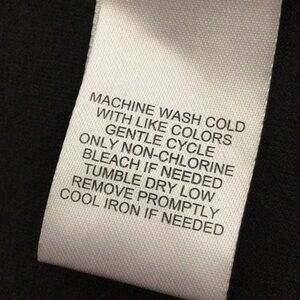 MACHINE WASH COLD
WITH LIKE COLORS
GENTLE CYCLE
ONLY NON-CHLORINE
BLEACH IF NEEDED
TUMBLE DRY LOW
REMOVE PROMPTLY
COOL IRON IF NEEDED